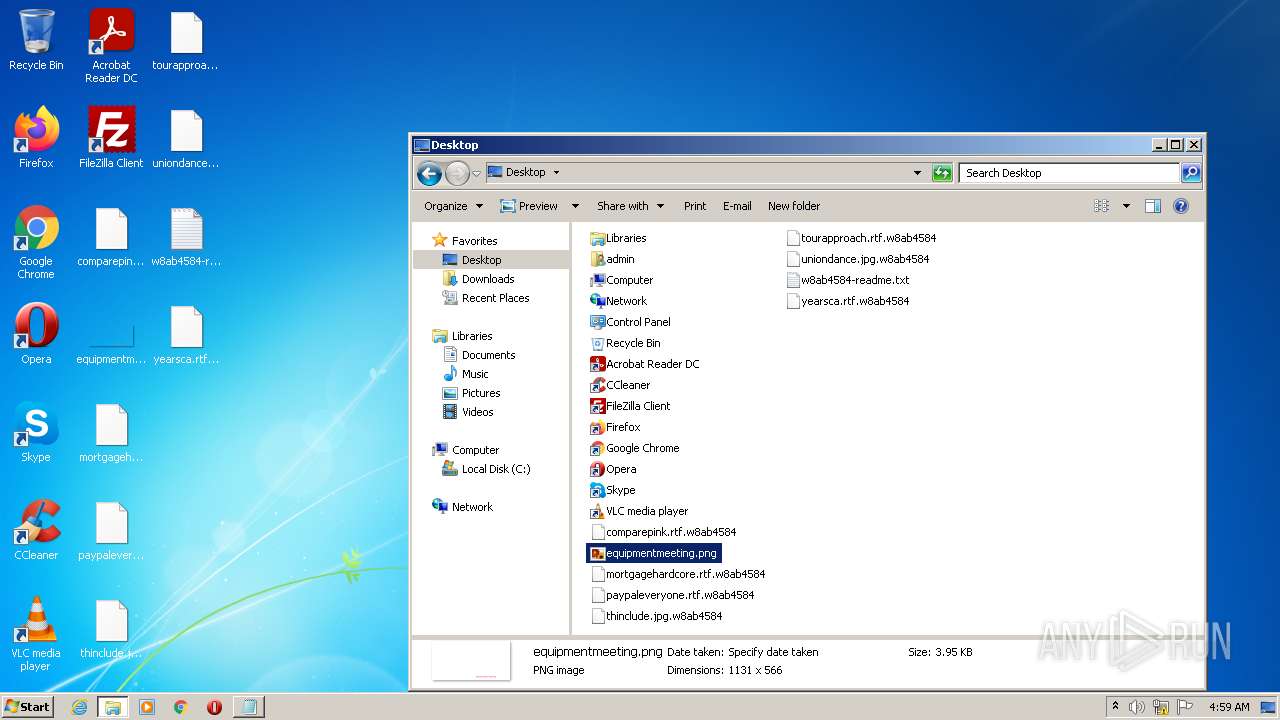 Recycle Bin
Acrobat
Reader DC
tourapproa...
Firefox
FileZilla Client
uniondance...
Google
Chrome
comparepin...
w8ab4584-r...
Opera
equipmentm...
yearsca.rtf...
Skype
mortgageh...
CCleaner
paypalever...
VLC media
player
thinclude.j...
Desktop
Desktop
Search Desktop
Organize
Preview
Share with
Print
E-mail
New folder
Favorites
Desktop
Downloads
Recent Places
Libraries
Documents
Music
Pictures
Videos
Computer
Local Disk (C:)
Network
Libraries
admin
Computer
Network
Control Panel
Recycle Bin
Acrobat Reader DC
CCleaner
FileZilla Client
Firefox
Google Chrome
Opera
Skype
VLC media player
comparepink.rtf.w8ab4584
equipmentmeeting.png
mortgagehardcore.rtf.w8ab4584
paypaleveryone.rtf.w8ab4584
thinclude.jpg.w8ab4584
uniondance.jpg.w8ab4584
w8ab4584-readme.txt
yearsca.rtf.w8ab4584
equipmentmeeting.png
Date taken: Specify date taken
Size: 3.95 KB
PNG image
Dimensions: 1131 x 566
ANY RUN
Start
4:59 AM